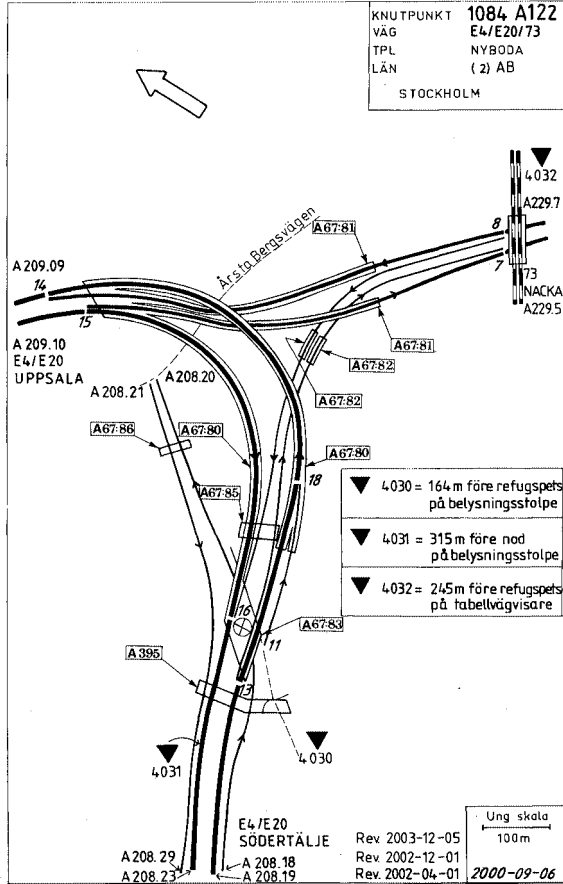 KNUTPUNKT 1084 A122
VÄG E4/E20/73
TPL NYBODA
LÄN (2) AB
STOCKHOLM
4032
A229.7
8
7
73
NACKA
A229.5
A67:81
Årsta Bergsvägen
A 209.09
14
15
A 209.10
E4/E20
UPPSALA
A67:81
A67:82
A67:82
A 208.20
A 208.21
A67:86
A67:80
A67:80
18
A67:85
4030 = 164 m före refugspets
på belysningsstolpe
4031 = 315 m före nod
på belysningsstolpe
4032 = 245 m före refugspets
på tabellvägvisare
16
A67:83
11
A 395
13
4031
4030
E4/E20
SÖDERTÄLJE
A 208.29
A 208.23
A 208.18
A 208.19
Rev. 2003-12-05
Rev. 2002-12-01
Rev. 2002-04-01
Ung skala
100m
2000-09-06